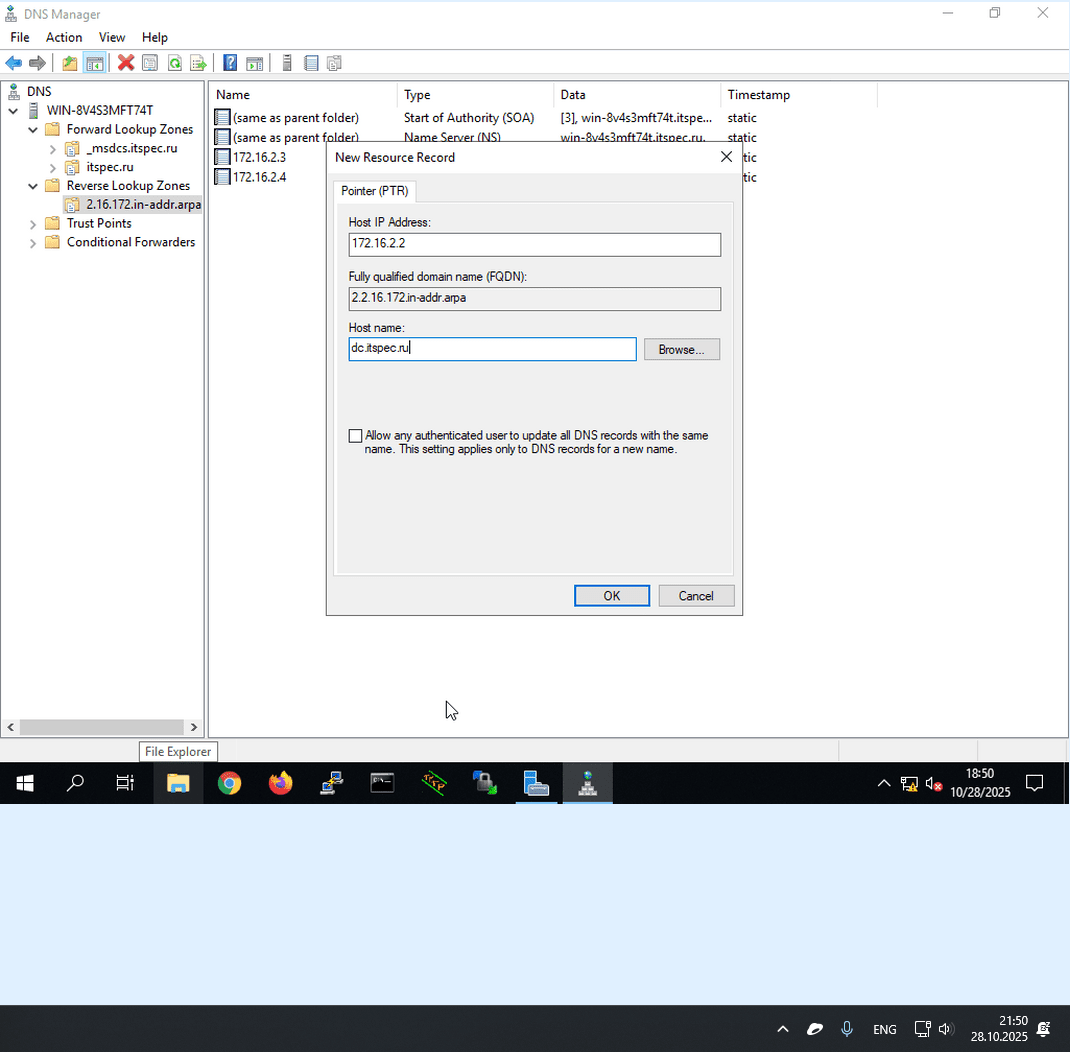 DNS Manager
File Action View Help
DNS
WIN-8V4S3MFT74T
Forward Lookup Zones
_msdcs.itspec.ru
itspec.ru
Reverse Lookup Zones
2.16.172.in-addr.arpa
Trust Points
Conditional Forwarders
Name Type Data Timestamp
(same as parent folder) Start of Authority (SOA) [3], win-8v4s3mft74t.itspe... static
(same as parent folder) Name Server (NS) win-8v4s3mft74t.itspec.ru. static
172.16.2.3 tic
172.16.2.4 tic
New Resource Record
Pointer (PTR)
Host IP Address:
172.16.2.2
Fully qualified domain name (FQDN):
2.2.16.172.in-addr.arpa
Host name:
dc.itspec.ru
Browse...
Allow any authenticated user to update all DNS records with the same
name. This setting applies only to DNS records for a new name.
OK Cancel
File Explorer
18:50
10/28/2025
ENG
21:50
28.10.2025